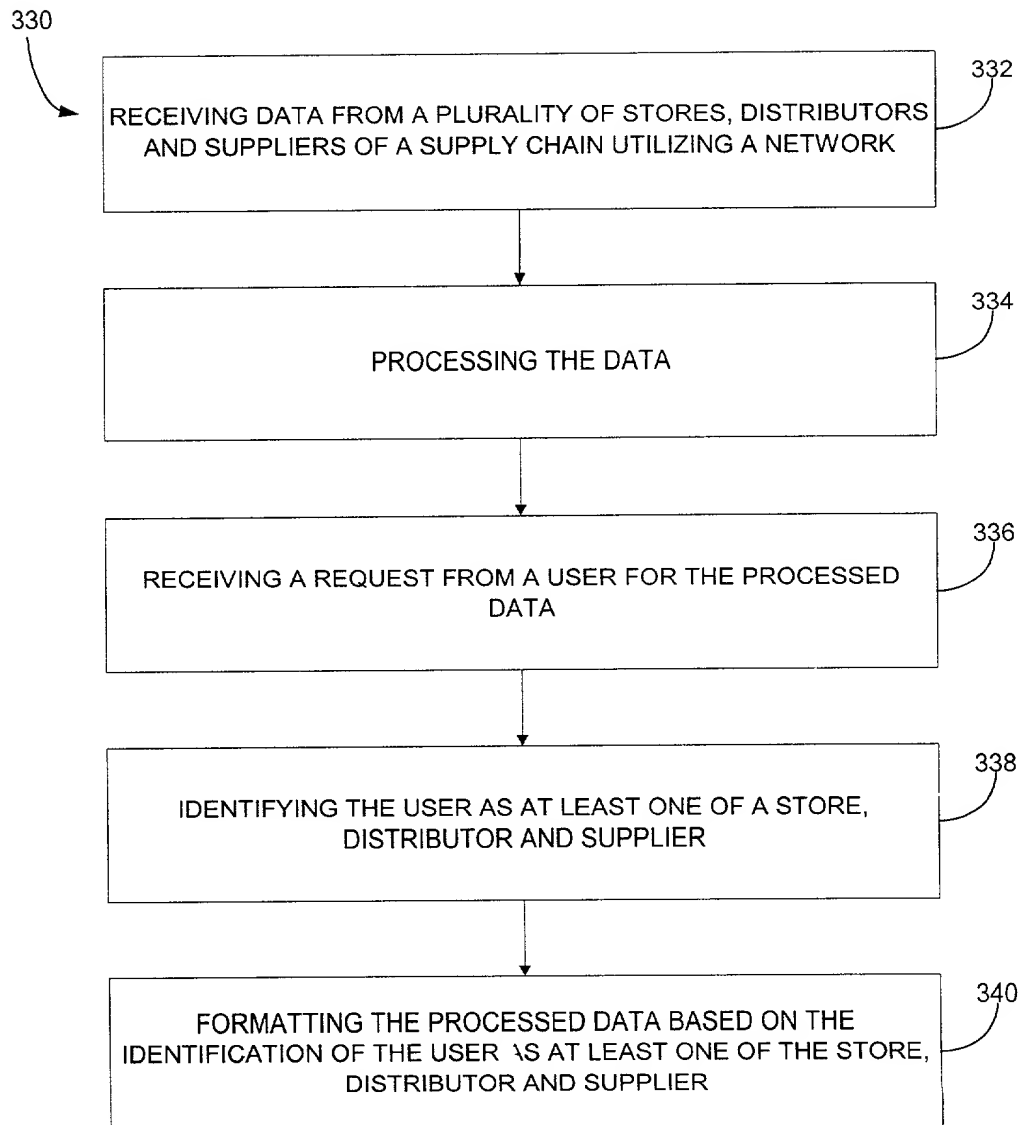 330
332
RECEIVING DATA FROM A PLURALITY OF STORES, DISTRIBUTORS
AND SUPPLIERS OF A SUPPLY CHAIN UTILIZING A NETWORK
334
PROCESSING THE DATA
336
RECEIVING A REQUEST FROM A USER FOR THE PROCESSED
DATA
338
IDENTIFYING THE USER AS AT LEAST ONE OF A STORE,
DISTRIBUTOR AND SUPPLIER
340
FORMATTING THE PROCESSED DATA BASED ON THE
IDENTIFICATION OF THE USER AS AT LEAST ONE OF THE STORE,
DISTRIBUTOR AND SUPPLIER